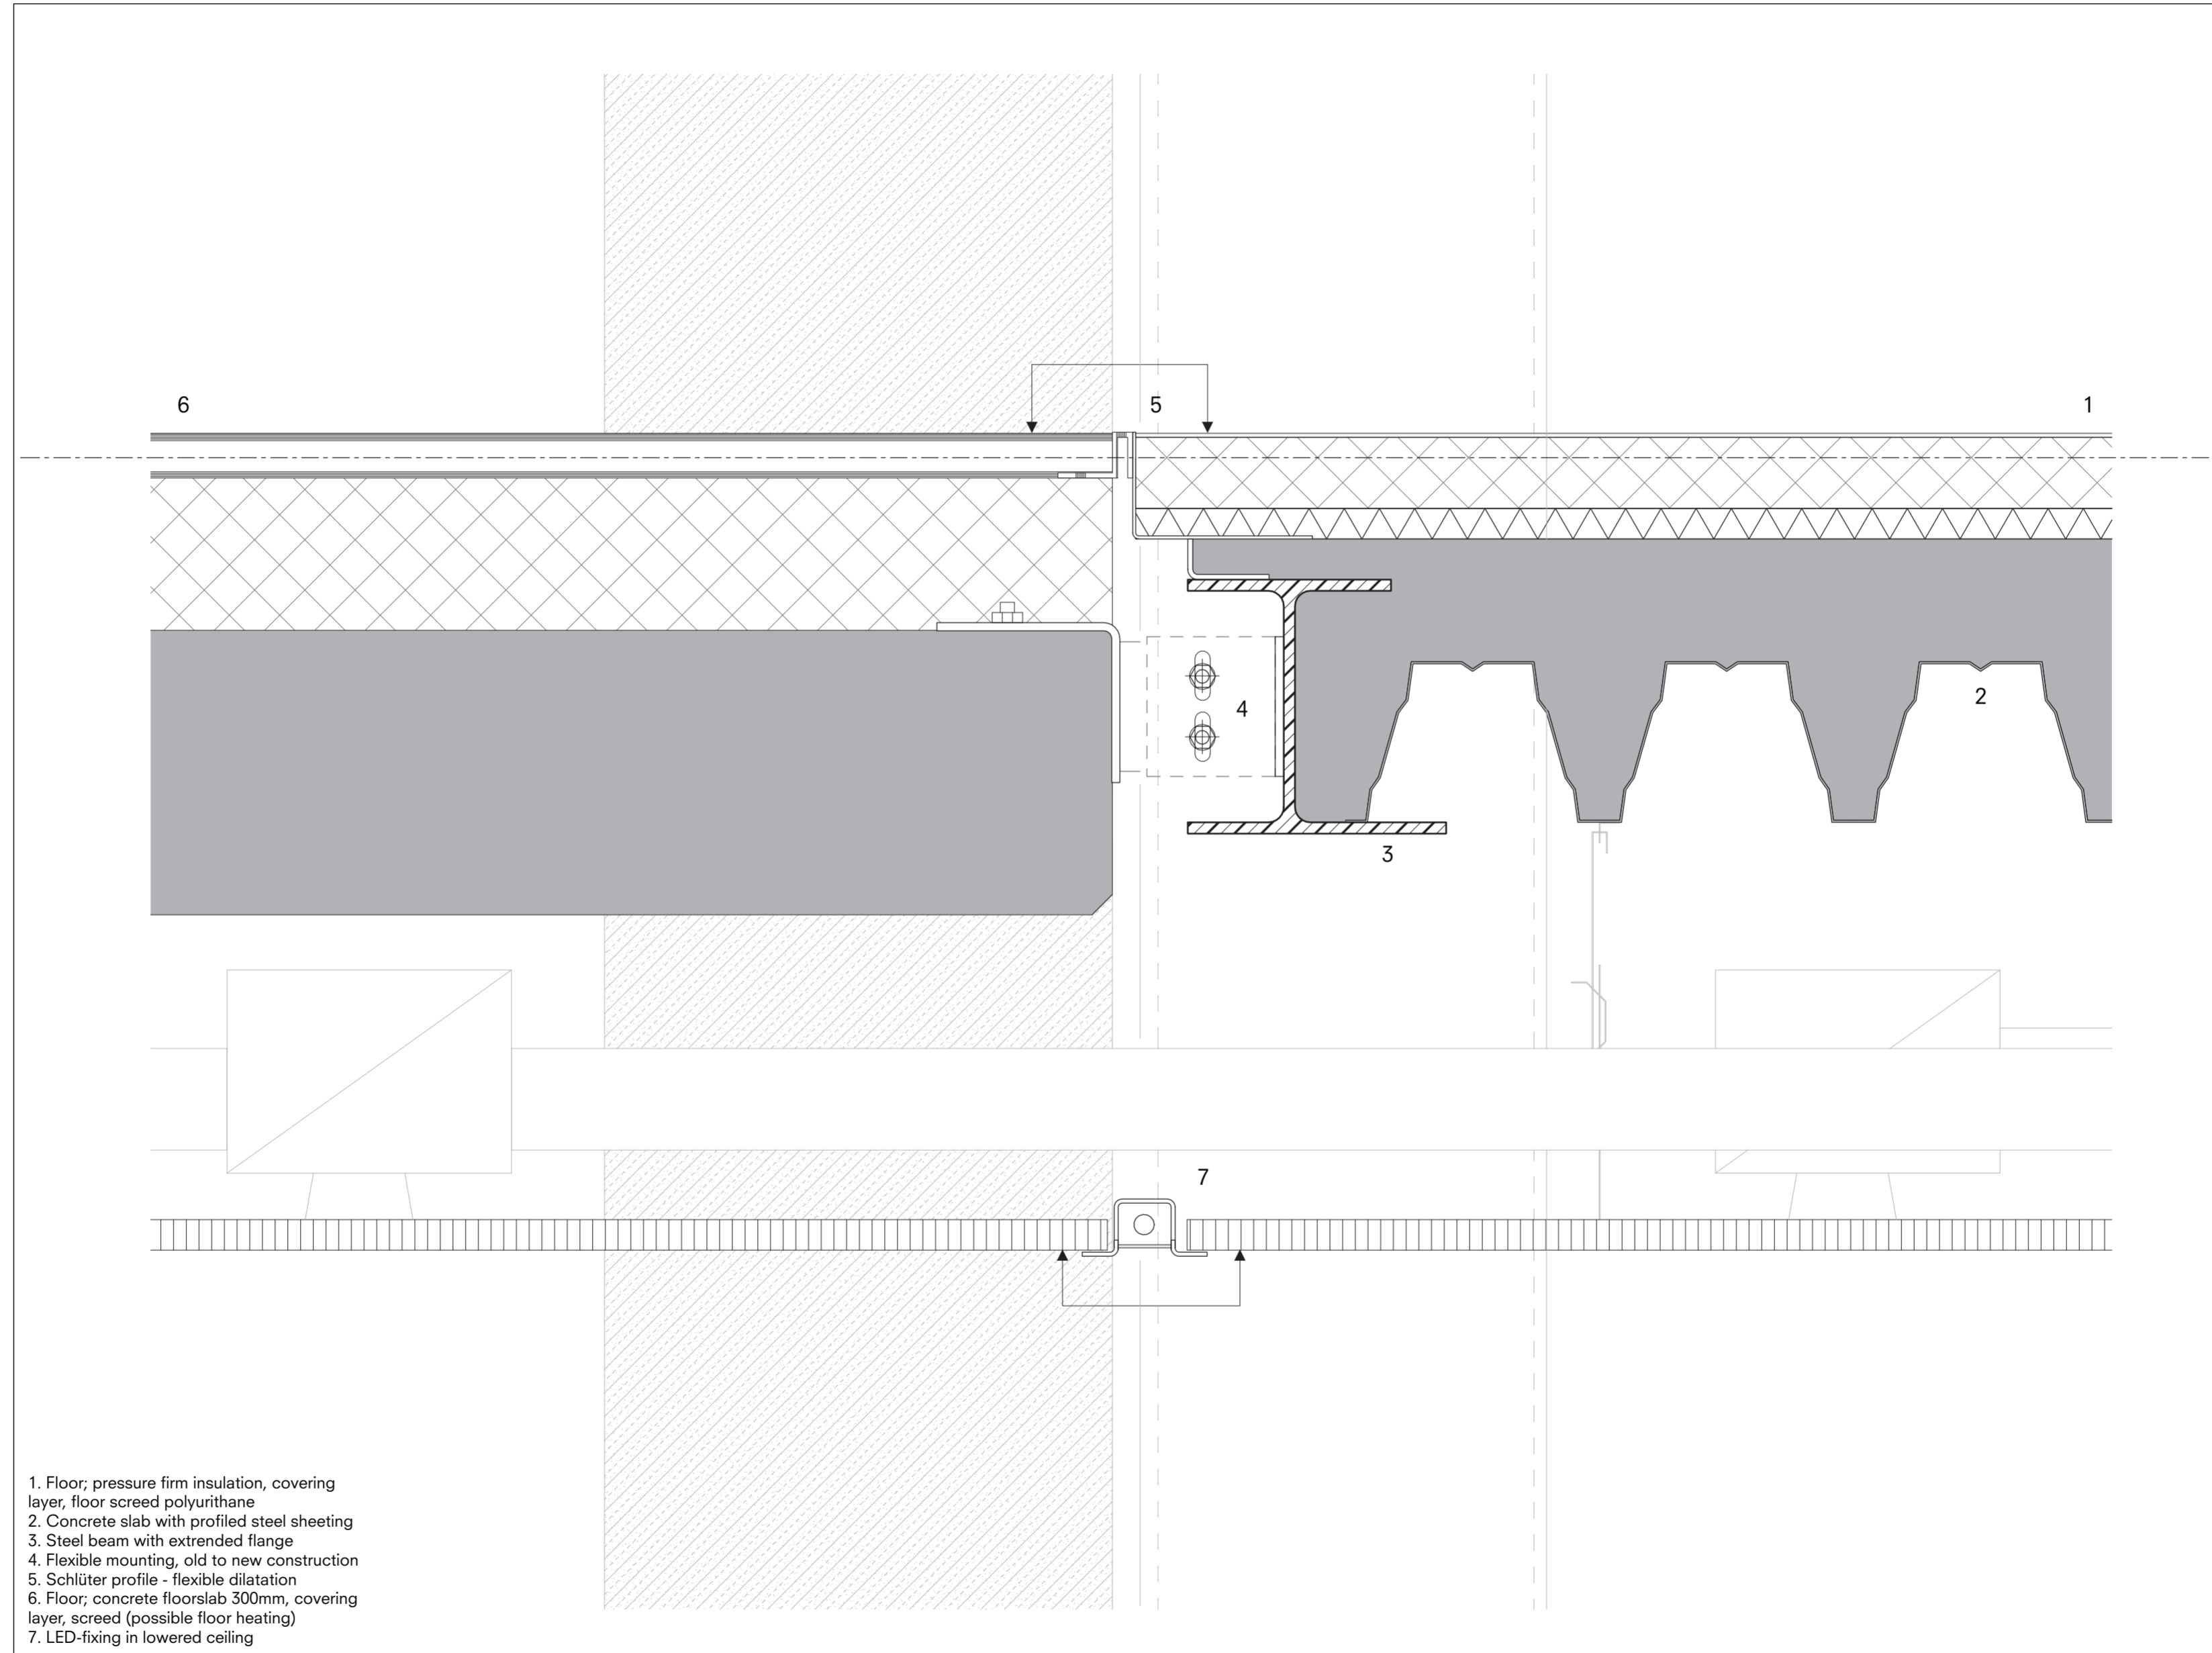 6
5
1
2
4
3
7
1. Floor; pressure firm insulation, covering
layer, floor screed polyurithane
2. Concrete slab with profiled steel sheeting
3. Steel beam with extrended flange
4. Flexible mounting, old to new construction
5. Schlüter profile - flexible dilatation
6. Floor; concrete floorslab 300mm, covering
layer, screed (possible floor heating)
7. LED-fixing in lowered ceiling